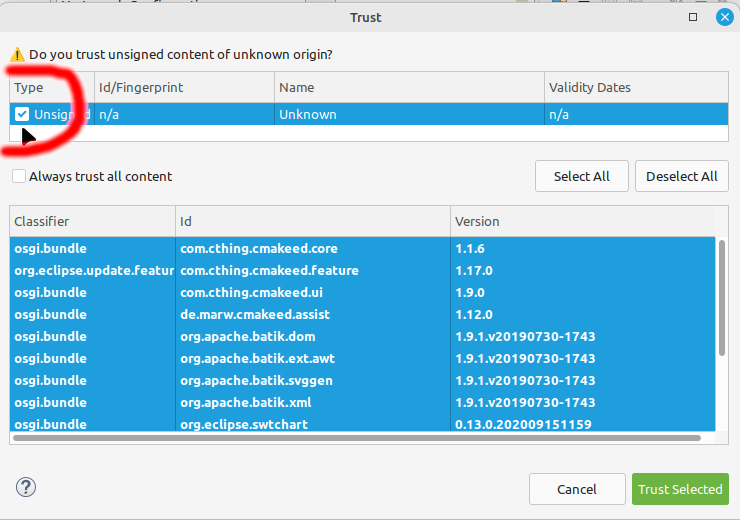 Trust
Do you trust unsigned content of unknown origin?
Type Id/Fingerprint Name Validity Dates
Unsigned n/a Unknown n/a
Always trust all content Select All Deselect All
Classifier Id Version
osgi.bundle com.cthing.cmakeed.core 1.1.6
org.eclipse.update.featur com.cthing.cmakeed.feature 1.17.0
osgi.bundle com.cthing.cmakeed.ui 1.9.0
osgi.bundle de.marw.cmakeed.assist 1.12.0
osgi.bundle org.apache.batik.dom 1.9.1.v20190730-1743
osgi.bundle org.apache.batik.ext.awt 1.9.1.v20190730-1743
osgi.bundle org.apache.batik.svggen 1.9.1.v20190730-1743
osgi.bundle org.apache.batik.xml 1.9.1.v20190730-1743
osgi.bundle org.eclipse.swtchart 0.13.0.202009151159
? Cancel Trust Selected